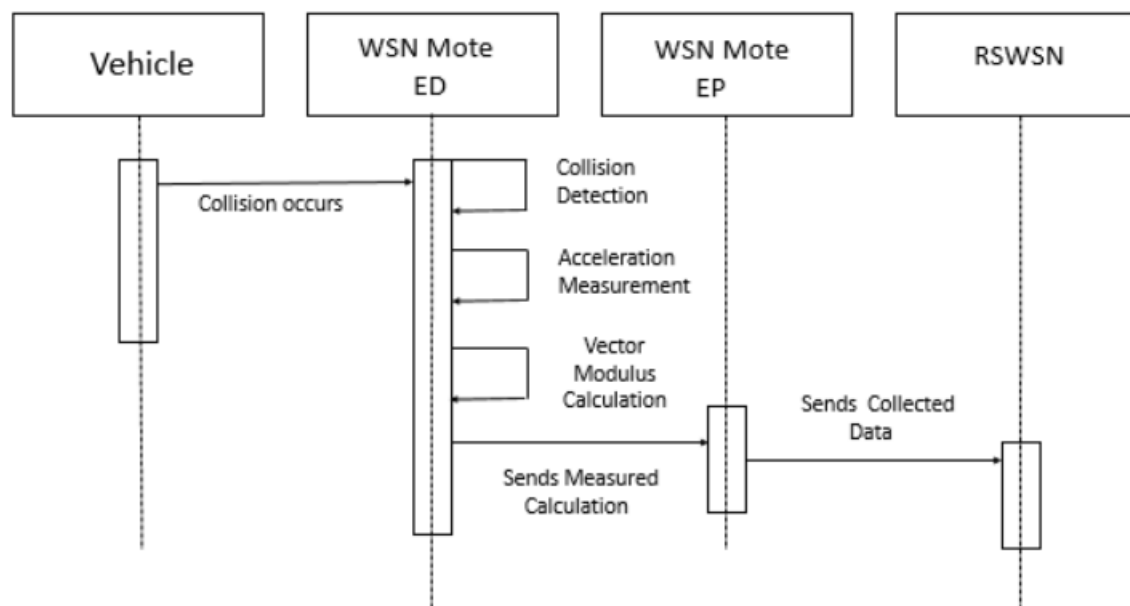 Vehicle
WSN Mote
ED
WSN Mote
EP
RSWSN
Collision occurs
Collision
Detection
Acceleration
Measurement
Vector
Modulus
Calculation
Sends Measured
Calculation
Sends Collected
Data